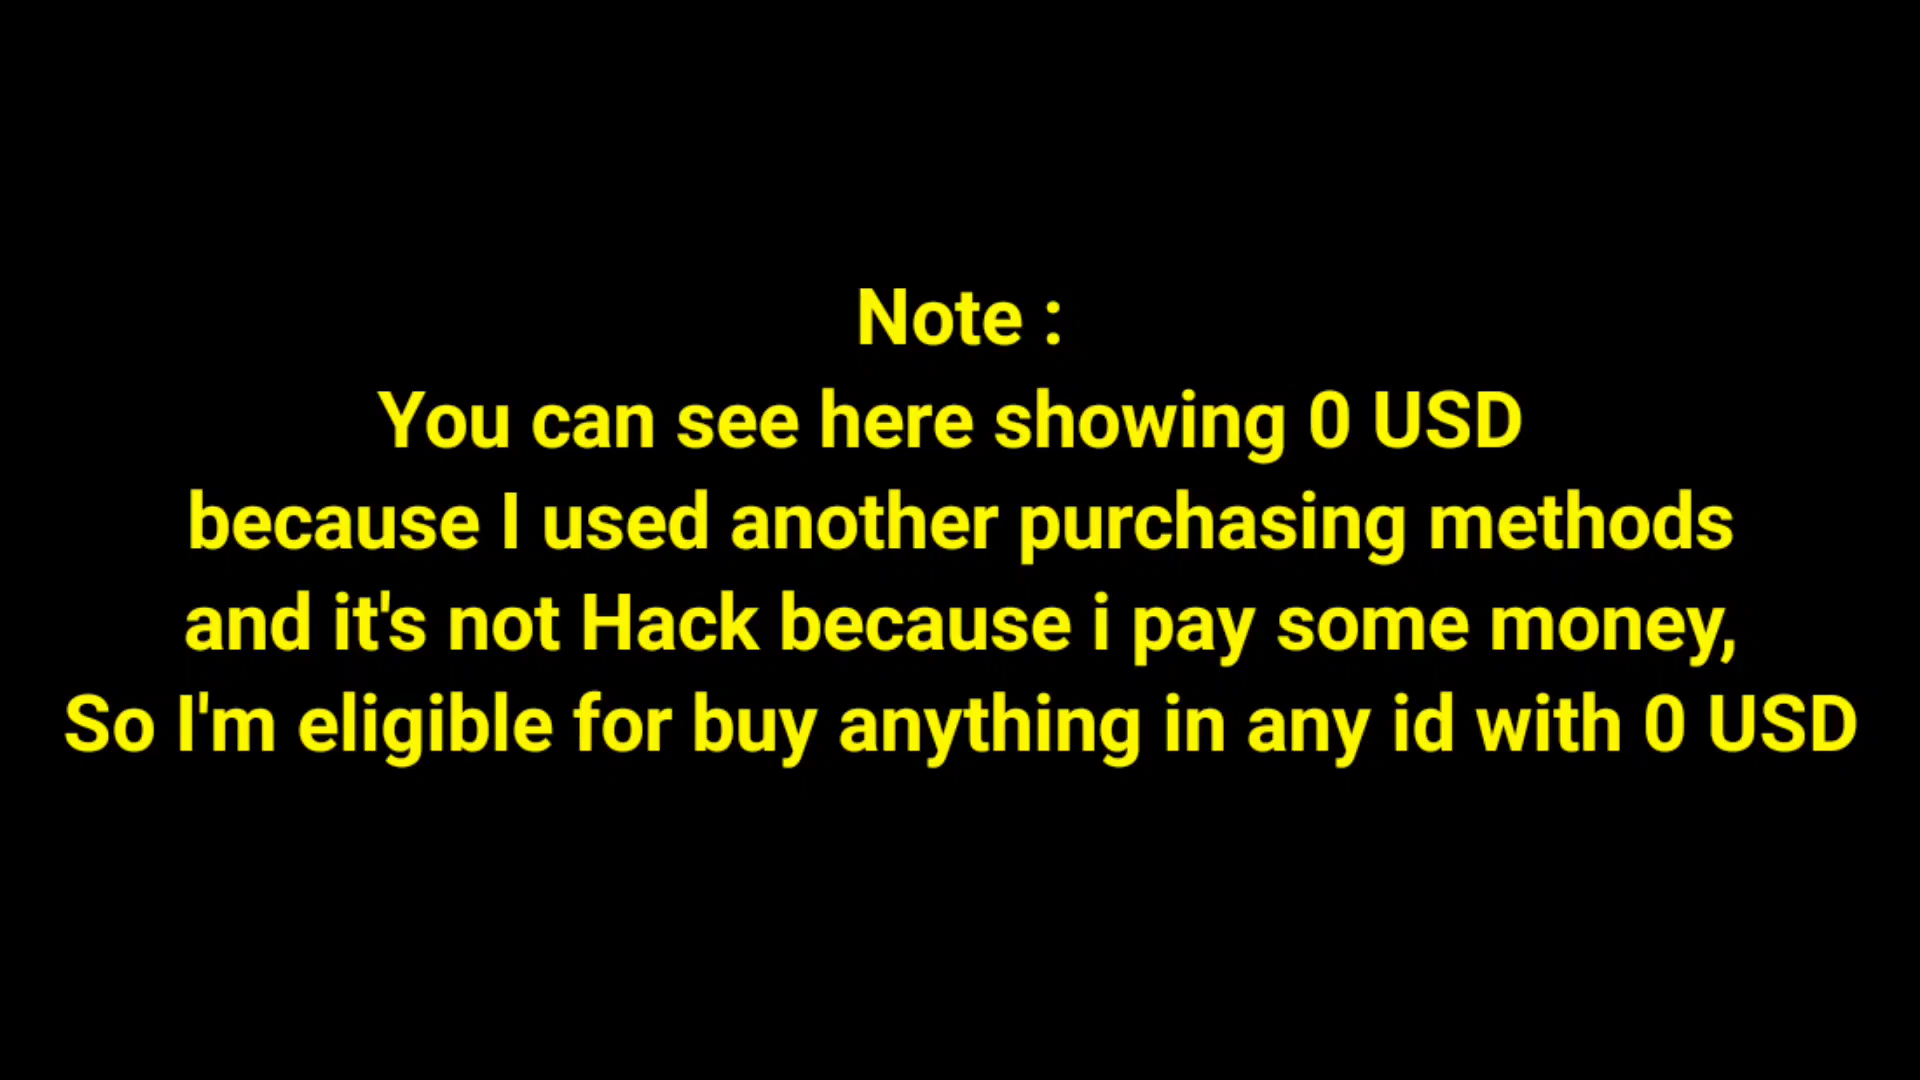 Note :
You can see here showing 0 USD
because I used another purchasing methods
and it's not Hack because i pay some money,
So I'm eligible for buy anything in any id with 0 USD